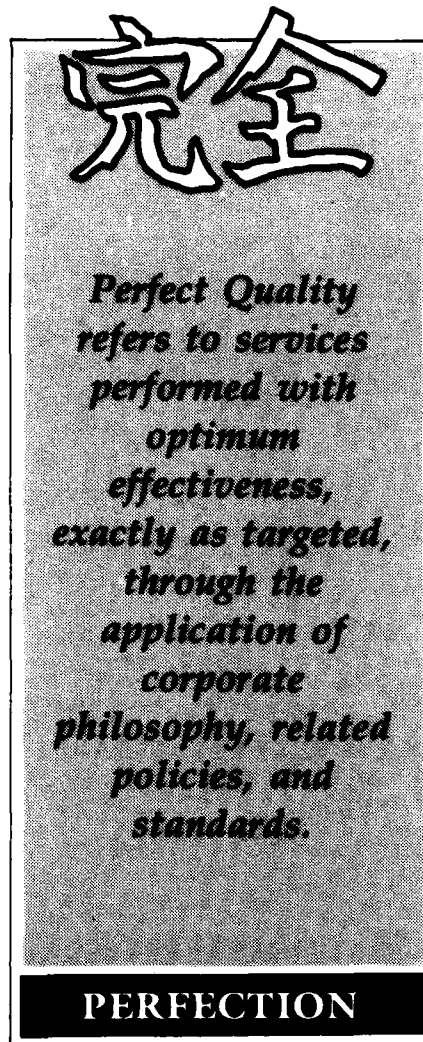 完全
Perfect Quality
refers to services
performed with
optimum
effectiveness,
exactly as targeted,
through the
application of
corporate
philosophy, related
policies, and
standards.
PERFECTION